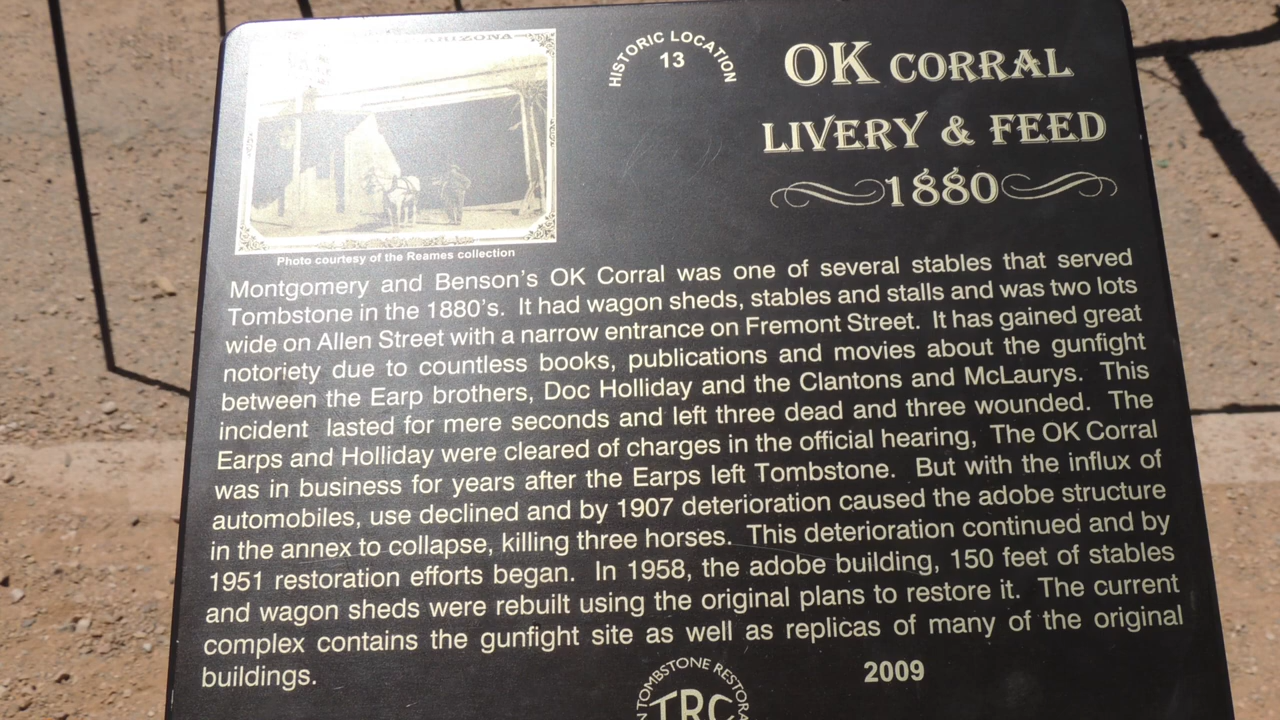 ARIZONA
HISTORIC LOCATION
13
OK CORRAL
LIVERY & FEED
1880
Photo courtesy of the Reames collection
Montgomery and Benson's OK Corral was one of several stables that served
Tombstone in the 1880's. It had wagon sheds, stables and stalls and was two lots
wide on Allen Street with a narrow entrance on Fremont Street. It has gained great
notoriety due to countless books, publications and movies about the gunfight
between the Earp brothers, Doc Holliday and the Clantons and McLaurys. This
incident lasted for mere seconds and left three dead and three wounded. The
Earps and Holliday were cleared of charges in the official hearing, The OK Corral
was in business for years after the Earps left Tombstone. But with the influx of
automobiles, use declined and by 1907 deterioration caused the adobe structure
in the annex to collapse, killing three horses. This deterioration continued and by
1951 restoration efforts began. In 1958, the adobe building, 150 feet of stables
and wagon sheds were rebuilt using the original plans to restore it. The current
complex contains the gunfight site as well as replicas of many of the original
buildings.
2009
TOMBSTONE RESTORA
TRC